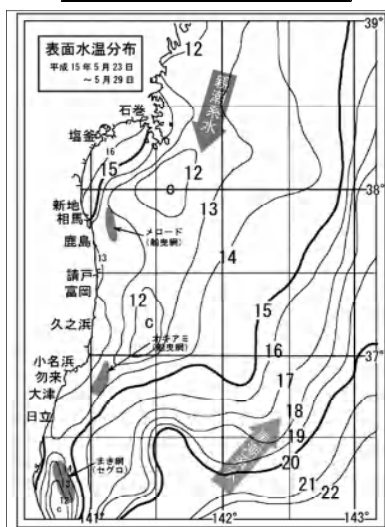 表面水温分布
平成15年5月23日
～5月29日
12
39°
石巻
塩釜
16
15
親潮系水
新地
相馬
鹿島
請戸
富岡
久之浜
小名浜
勿来
大津
日立
12
C
38°
13
メロード
(船曳網)
14
13
12
C
15
(船曳網)
37°
16
17
18
19
20
まき網
(セグロ)
12
C
21
22
141°
142°
143°